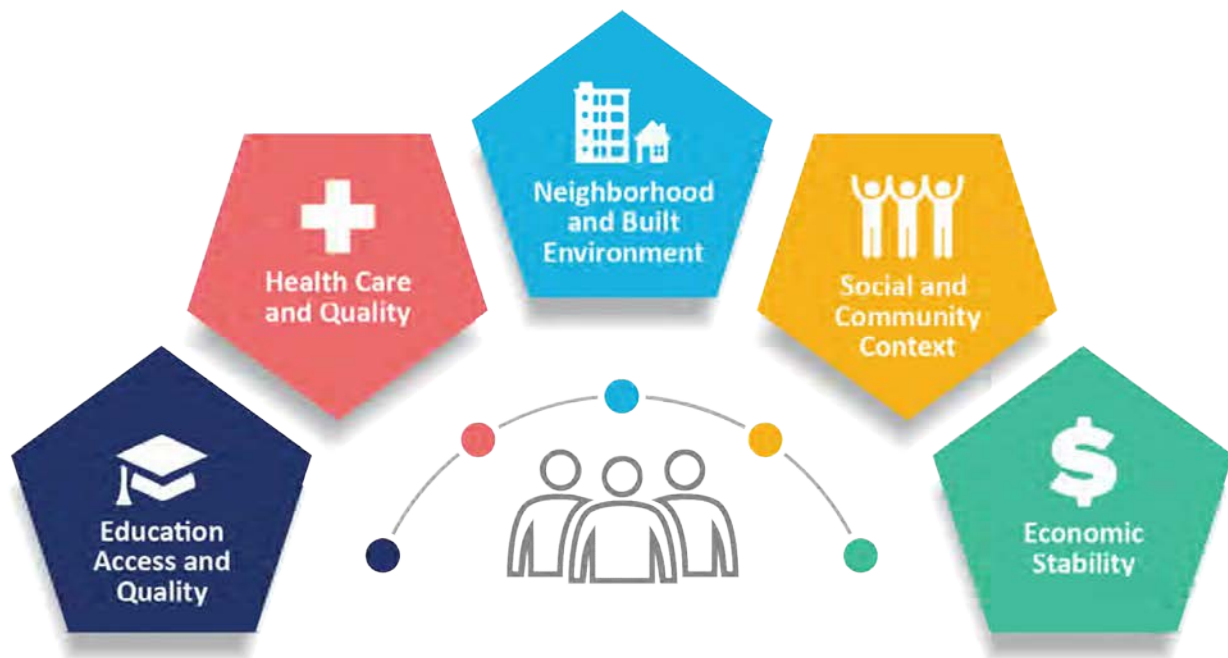 Education
Access and
Quality
Health Care
and Quality
Neighborhood
and Built
Environment
Social and
Community
Context
$
Economic
Stability